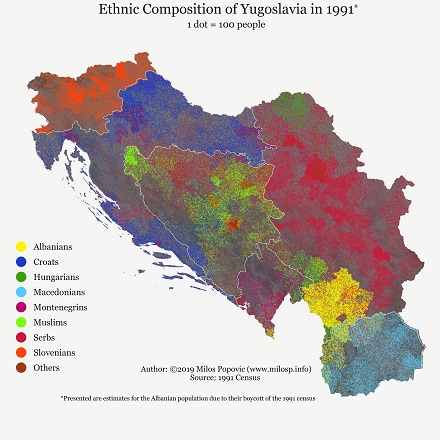 Ethnic Composition of Yugoslavia in 1991*
1 dot = 100 people
Albanians
Croats
Hungarians
Macedonians
Montenegrins
Muslims
Serbs
Slovenians
Others
Author: ©2019 Milos Popovic (www.milosp.info)
Source: 1991 Census
*Presented are estimates for the Albanian population due to their boycott of the 1991 census